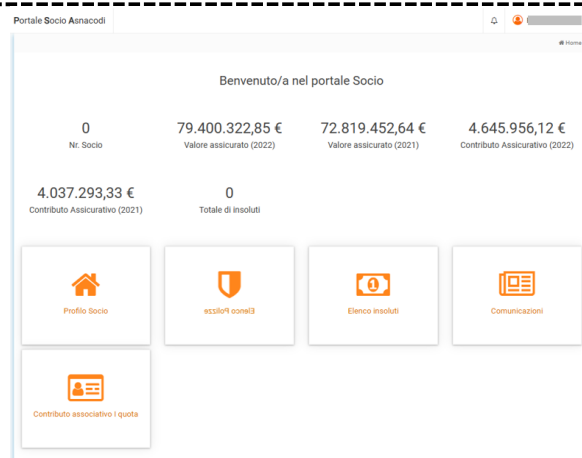 Portale Socio Asnacodi
Home
Benvenuto/a nel portale Socio
0
Nr. Socio
79.400.322,85 €
Valore assicurato (2022)
72.819.452,64 €
Valore assicurato (2021)
4.645.956,12 €
Contributo Assicurativo (2022)
4.037.293,33 €
Contributo Assicurativo (2021)
0
Totale di insoluti
Profilo Socio
Elenco Polizze
1
Elenco insoluti
Comunicazioni
Contributo associativo I quota